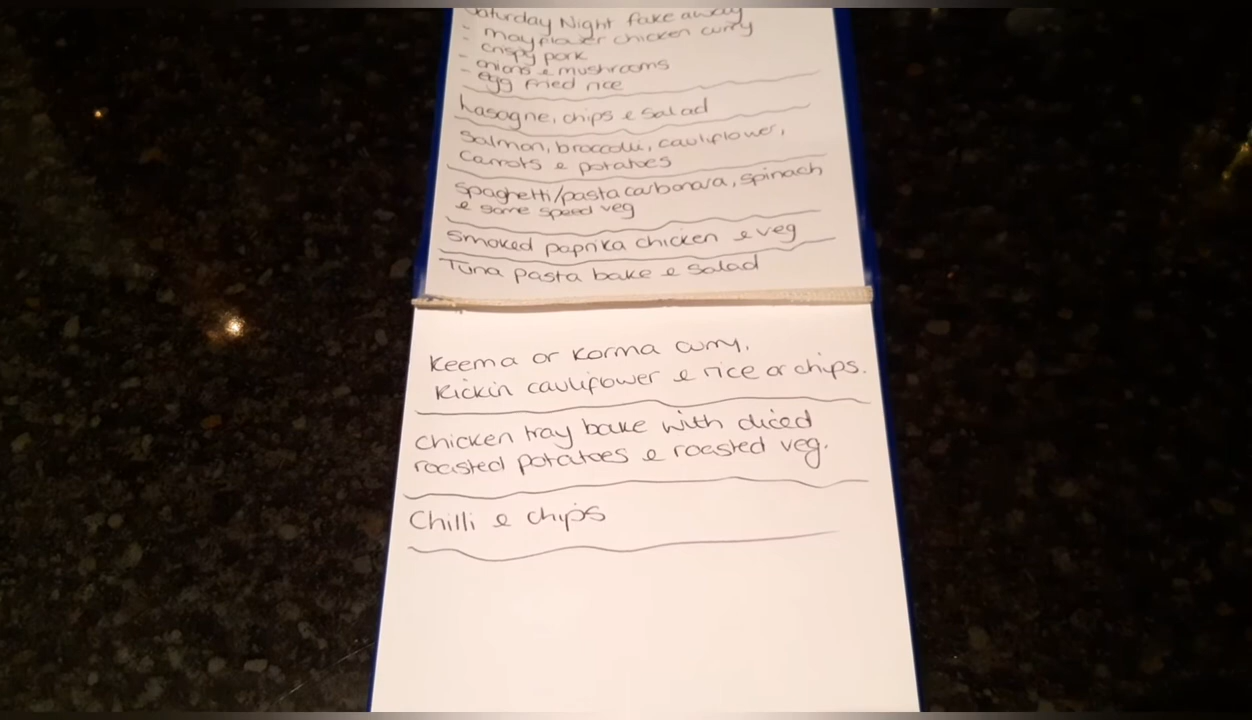 Saturday Night fake away
- mayflower chicken curry
- crispy pork
- onions & mushrooms
- egg fried rice
Lasagne, chips & salad
Salmon, broccolli, cauliflower,
carrots & potatoes
Spaghetti/pasta carbonara, spinach
& some speed veg
Smoked paprika chicken & veg
Tuna pasta bake & salad
Keema or Korma curry,
Kickin cauliflower & rice or chips.
Chicken tray bake with diced
roasted potatoes & roasted veg.
Chilli & chips